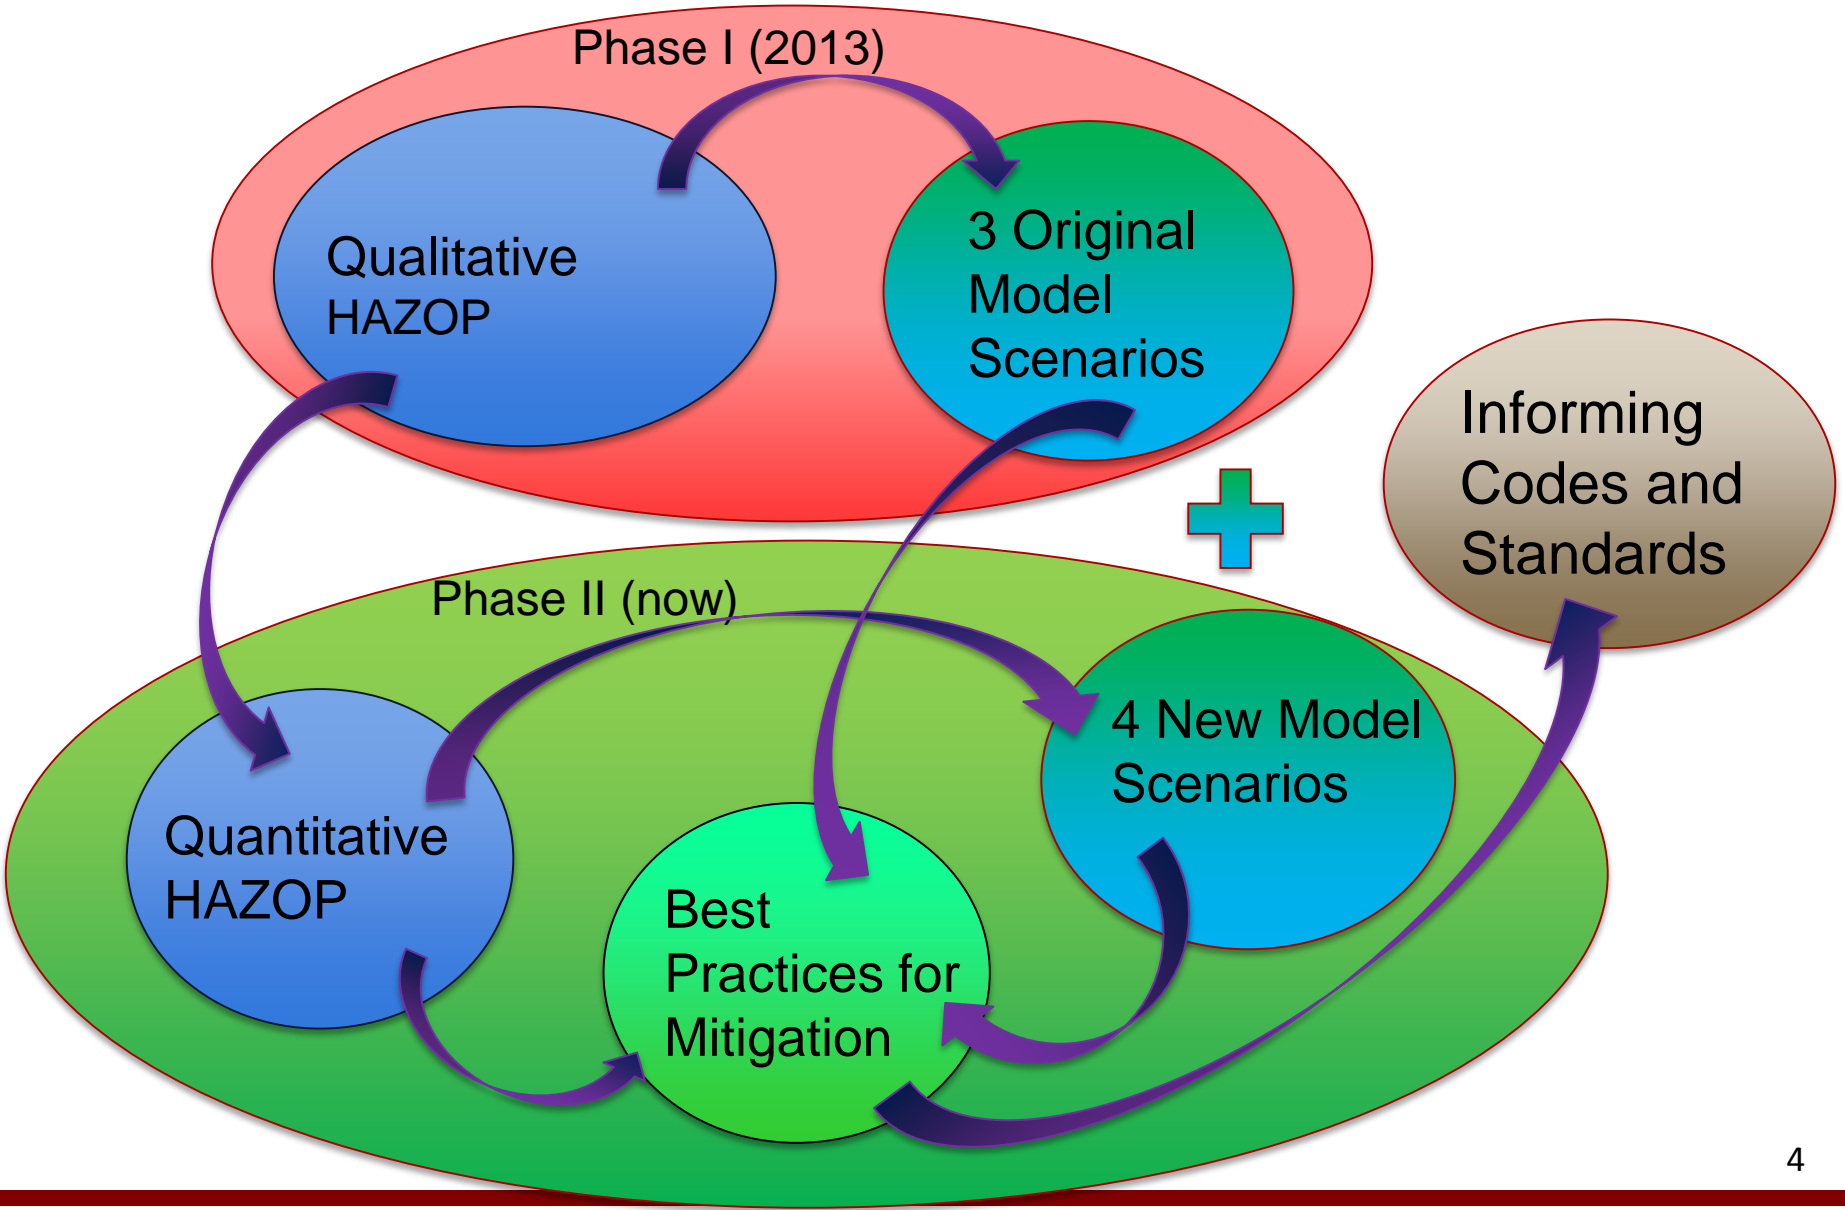 Phase I (2013)
Qualitative
HAZOP
3 Original
Model
Scenarios
Informing
Codes and
Standards
Phase II (now)
4 New Model
Scenarios
Quantitative
HAZOP
Best
Practices for
Mitigation
4